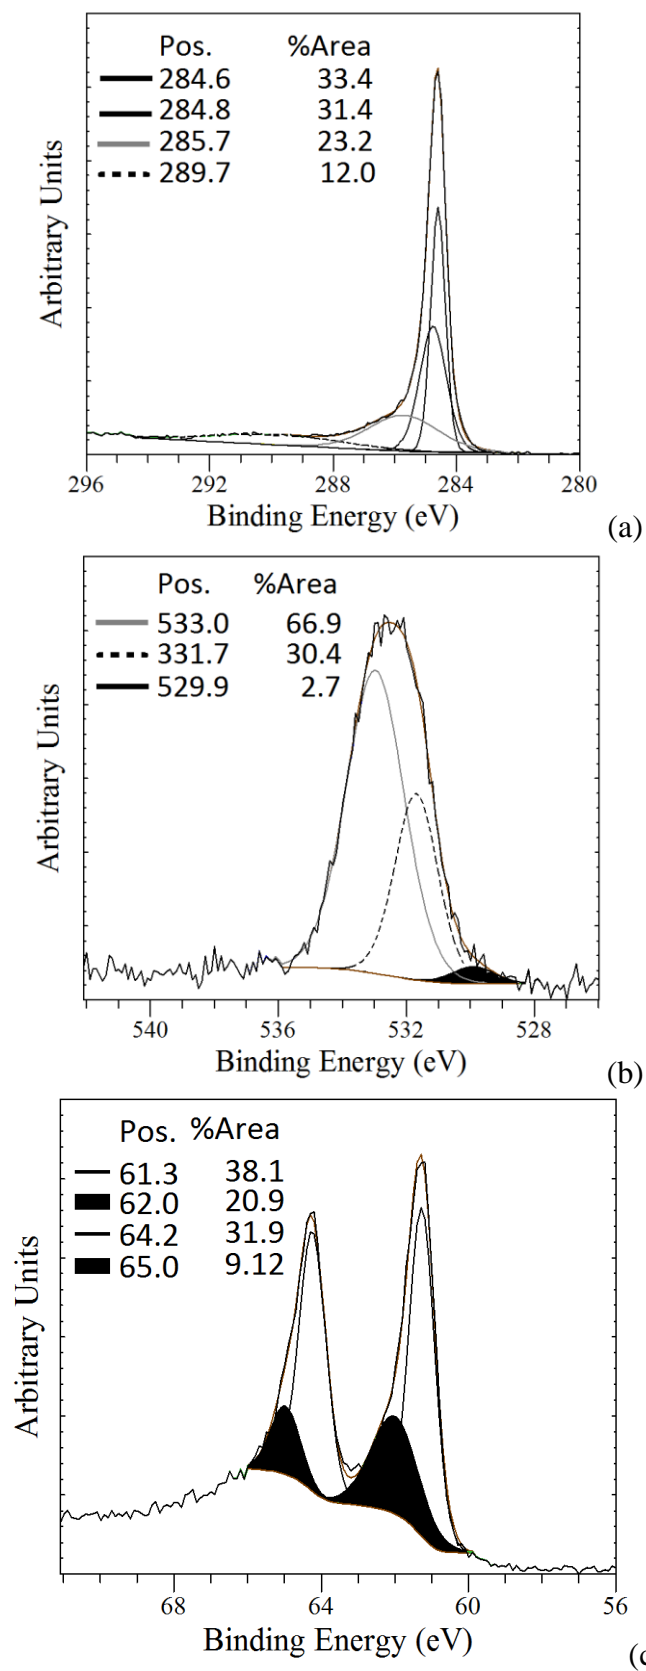 Pos. %Area
284.6 33.4
284.8 31.4
285.7 23.2
289.7 12.0
Arbitrary Units
296 292 288 284 280
Binding Energy (eV)
(a)
Pos. %Area
533.0 66.9
331.7 30.4
529.9 2.7
Arbitrary Units
540 536 532 528
Binding Energy (eV)
(b)
Pos. %Area
61.3 38.1
62.0 20.9
64.2 31.9
65.0 9.12
Arbitrary Units
68 64 60 56
Binding Energy (eV)
(c